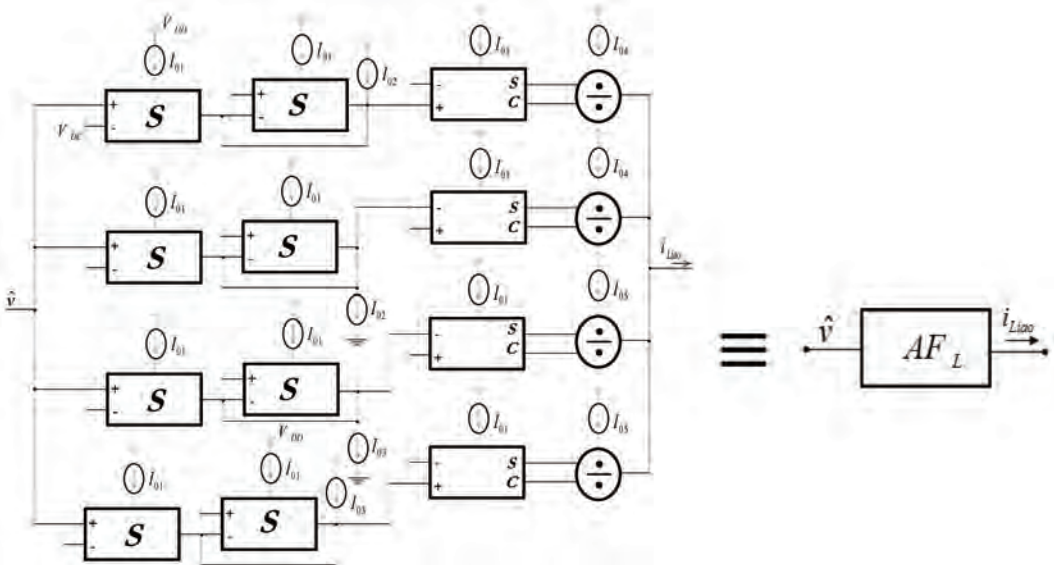 V_DD
I_01
I_01
I_02
I_01
I_04
+
-
S
V_DC
+
-
S
-
+
S
C
÷
I_01
I_01
I_01
I_04
+
-
S
+
-
S
-
+
S
C
÷
v̂
i_Liao
I_01
I_01
I_02
I_01
I_05
+
-
S
+
-
S
-
+
S
C
÷
I_01
V_DD
I_01
I_03
I_03
I_01
I_05
+
-
S
+
-
S
-
+
S
C
÷
≡
v̂
AF_L
i_Liao